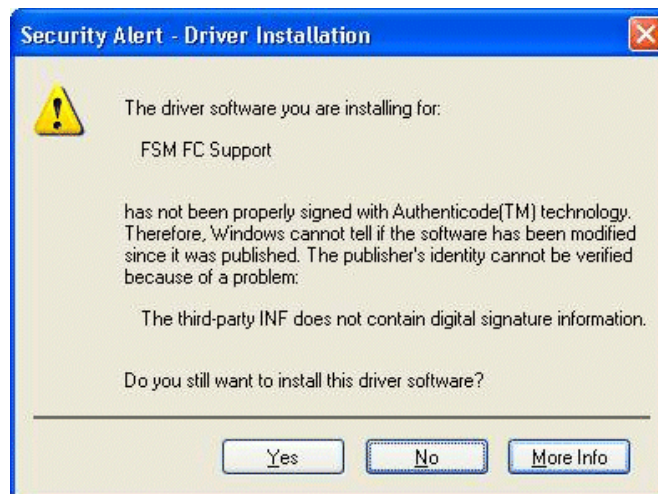 Security Alert - Driver Installation
The driver software you are installing for:
FSM FC Support
has not been properly signed with Authenticode(TM) technology.
Therefore, Windows cannot tell if the software has been modified
since it was published. The publisher's identity cannot be verified
because of a problem:
The third-party INF does not contain digital signature information.
Do you still want to install this driver software?
Yes No More Info